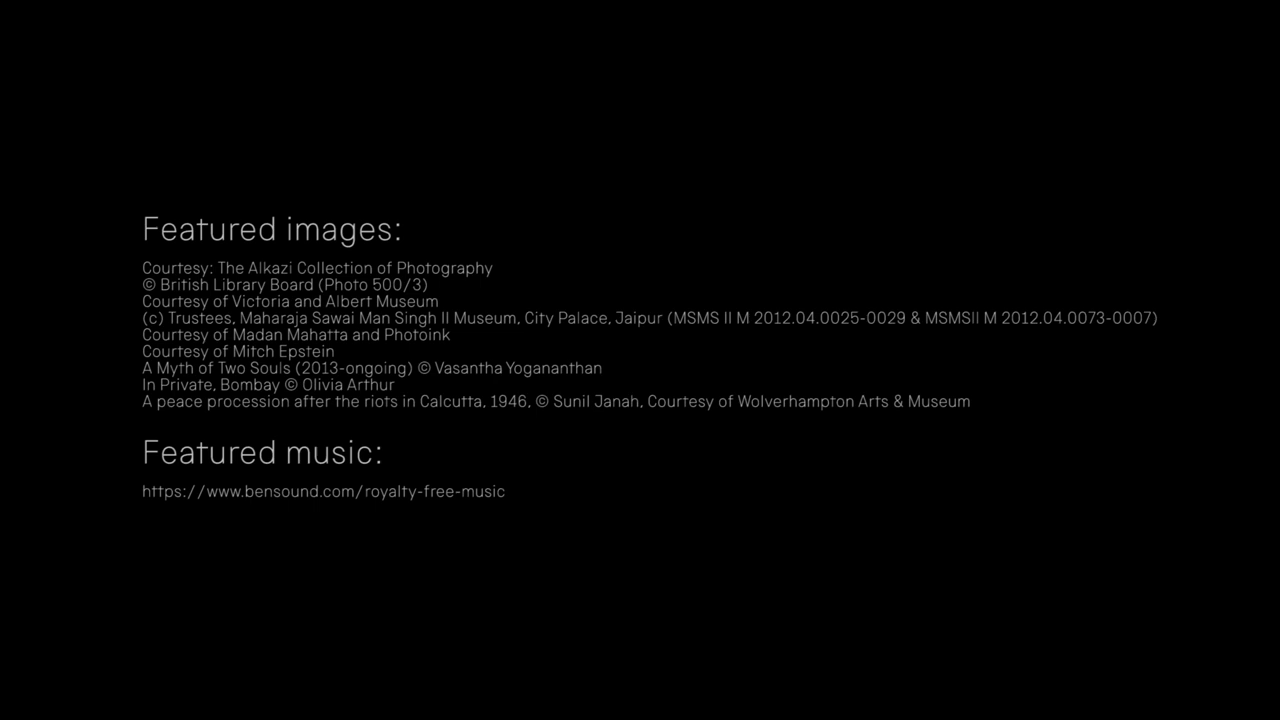 Featured images:
Courtesy: The Alkazi Collection of Photography
© British Library Board (Photo 500/3)
Courtesy of Victoria and Albert Museum
(c) Trustees, Maharaja Sawai Man Singh II Museum, City Palace, Jaipur (MSMS II M 2012.04.0025-0029 & MSMSII M 2012.04.0073-0007)
Courtesy of Madan Mahatta and Photoink
Courtesy of Mitch Epstein
A Myth of Two Souls (2013-ongoing) © Vasantha Yogananthan
In Private, Bombay © Olivia Arthur
A peace procession after the riots in Calcutta, 1946, © Sunil Janah, Courtesy of Wolverhampton Arts & Museum
Featured music:
https://www.bensound.com/royalty-free-music